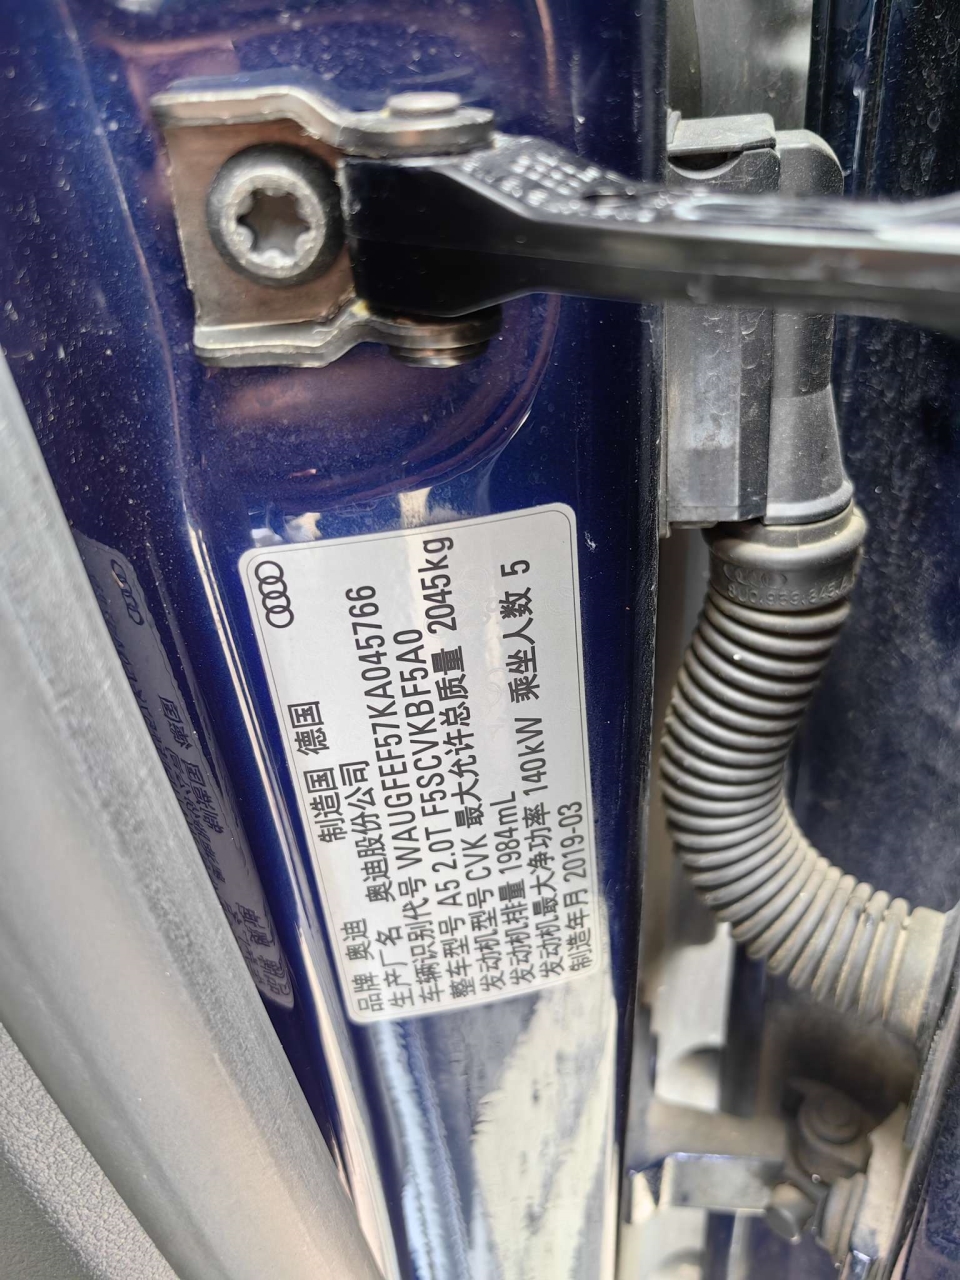 品牌 奥迪 制造国 德国
生产厂名 奥迪股份公司
车辆识别代号 WAUGFEF57KA045766
整车型号 A5 2.0T F5SCVKBF5A0
发动机型号 CVK 最大允许总质量 2045kg
发动机排量 1984mL
发动机最大净功率 140kW 乘坐人数 5
制造年月 2019-03